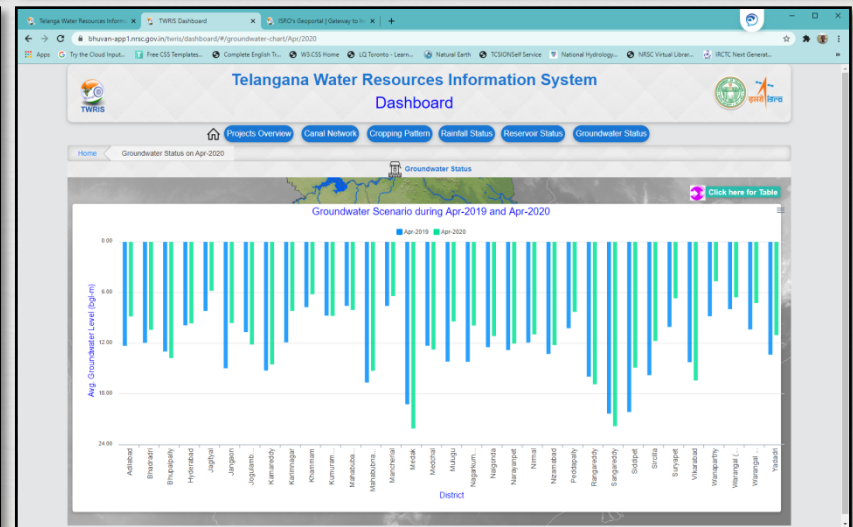 Telanga Water Resources Inform
TWRIS Dashboard
ISRO's Geoportal | Gateway to In
bhuvan-app1.nrsc.gov.in/twris/dashboard/#/groundwater-chart/Apr/2020
Apps
Try the Cloud Input...
Free CSS Templates...
Complete English Tr...
W3.CSS Home
LQ Toronto - Learn...
Natural Earth
TCSIONSelf Service
National Hydrology...
NRSC Virtual Librar...
IRCTC Next Generat...
Telangana Water Resources Information System
Dashboard
TWRIS
इसरो isro
Projects Overview
Canal Network
Cropping Pattern
Rainfall Status
Reservoir Status
Groundwater Status
Home
Groundwater Status on Apr-2020
Groundwater Status
Click here for Table
Groundwater Scenario during Apr-2019 and Apr-2020
Apr-2019 Apr-2020
Avg. Groundwater Level (bgl-m)
0.00
6.00
12.00
18.00
24.00
Adilabad
Bhadradri
Bhupalpally
Hyderabad
Jagtyal
Jangaon
Jogulamb...
Kamareddy
Karimnagar
Khammam
Kumuram...
Mahabuba...
Mahabubna...
Mancherial
Medak
Medchal
Mulugu
Nagarkurn...
Nalgonda
Narayanpet
Nirmal
Nizamabad
Peddapally
Rangareddy
Sangareddy
Siddipet
Sircilla
Suryapet
Vikarabad
Wanaparthy
Warangal (...
Warangal ...
Yadadri
District